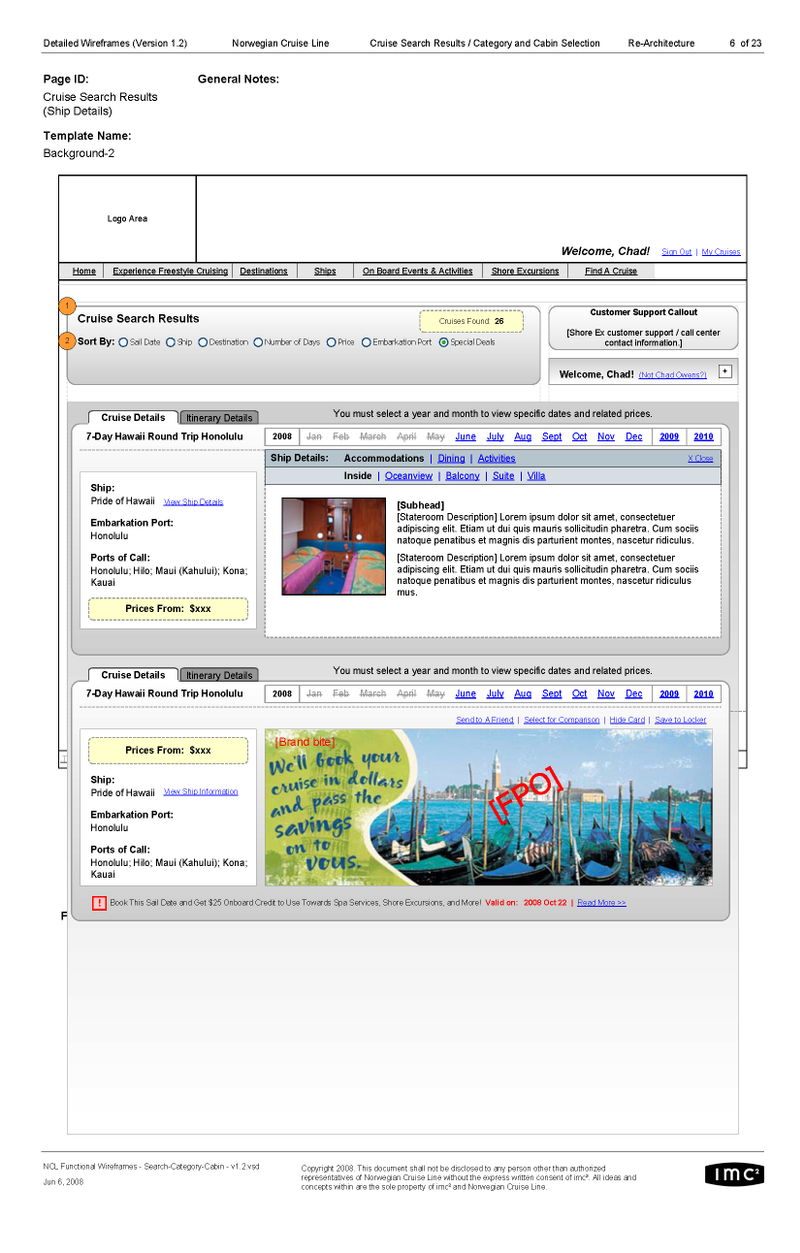 Detailed Wireframes (Version 1.2) Norwegian Cruise Line Cruise Search Results / Category and Cabin Selection Re-Architecture 6 of 23
Page ID: General Notes:
Cruise Search Results
(Ship Details)
Template Name:
Background-2
Logo Area
Welcome, Chad! Sign Out | My Cruises
Home Experience Freestyle Cruising Destinations Ships On Board Events & Activities Shore Excursions Find A Cruise
1
Cruise Search Results
Cruises Found: 26
2
Sort By: Sail Date Ship Destination Number of Days Price Embarkation Port Special Deals
Customer Support Callout
[Shore Ex customer support / call center
contact information.]
Welcome, Chad! (Not Chad Owens?) +
Cruise Details Itinerary Details You must select a year and month to view specific dates and related prices.
7-Day Hawaii Round Trip Honolulu 2008 Jan Feb March April May June July Aug Sept Oct Nov Dec 2009 2010
Ship Details: Accommodations | Dining | Activities X Close
Inside | Oceanview | Balcony | Suite | Villa
Ship:
Pride of Hawaii View Ship Details
Embarkation Port:
Honolulu
Ports of Call:
Honolulu; Hilo; Maui (Kahului); Kona;
Kauai
Prices From: $xxx
[Subhead]
[Stateroom Description] Lorem ipsum dolor sit amet, consectetuer
adipiscing elit. Etiam ut dui quis mauris sollicitudin pharetra. Cum sociis
natoque penatibus et magnis dis parturient montes, nascetur ridiculus.
[Stateroom Description] Lorem ipsum dolor sit amet, consectetuer
adipiscing elit. Etiam ut dui quis mauris sollicitudin pharetra. Cum sociis
natoque penatibus et magnis dis parturient montes, nascetur ridiculus
mus.
Cruise Details Itinerary Details You must select a year and month to view specific dates and related prices.
7-Day Hawaii Round Trip Honolulu 2008 Jan Feb March April May June July Aug Sept Oct Nov Dec 2009 2010
Send to A Friend | Select for Comparison | Hide Card | Save to Locker
Prices From: $xxx
Ship:
Pride of Hawaii View Ship Information
Embarkation Port:
Honolulu
Ports of Call:
Honolulu; Hilo; Maui (Kahului); Kona;
Kauai
[Brand bite]
We'll book your
cruise in dollars
and pass the
savings
on to
vous.
[FPO]
! Book This Sail Date and Get $25 Onboard Credit to Use Towards Spa Services, Shore Excursions, and More! Valid on: 2008 Oct 22 | Read More >>
F
NCL Functional Wireframes - Search-Category-Cabin - v1.2.vsd
Jun 6, 2008
Copyright 2008. This document shall not be disclosed to any person other than authorized
representatives of Norwegian Cruise Line without the express written consent of imc². All ideas and
concepts within are the sole property of imc² and Norwegian Cruise Line.
imc²